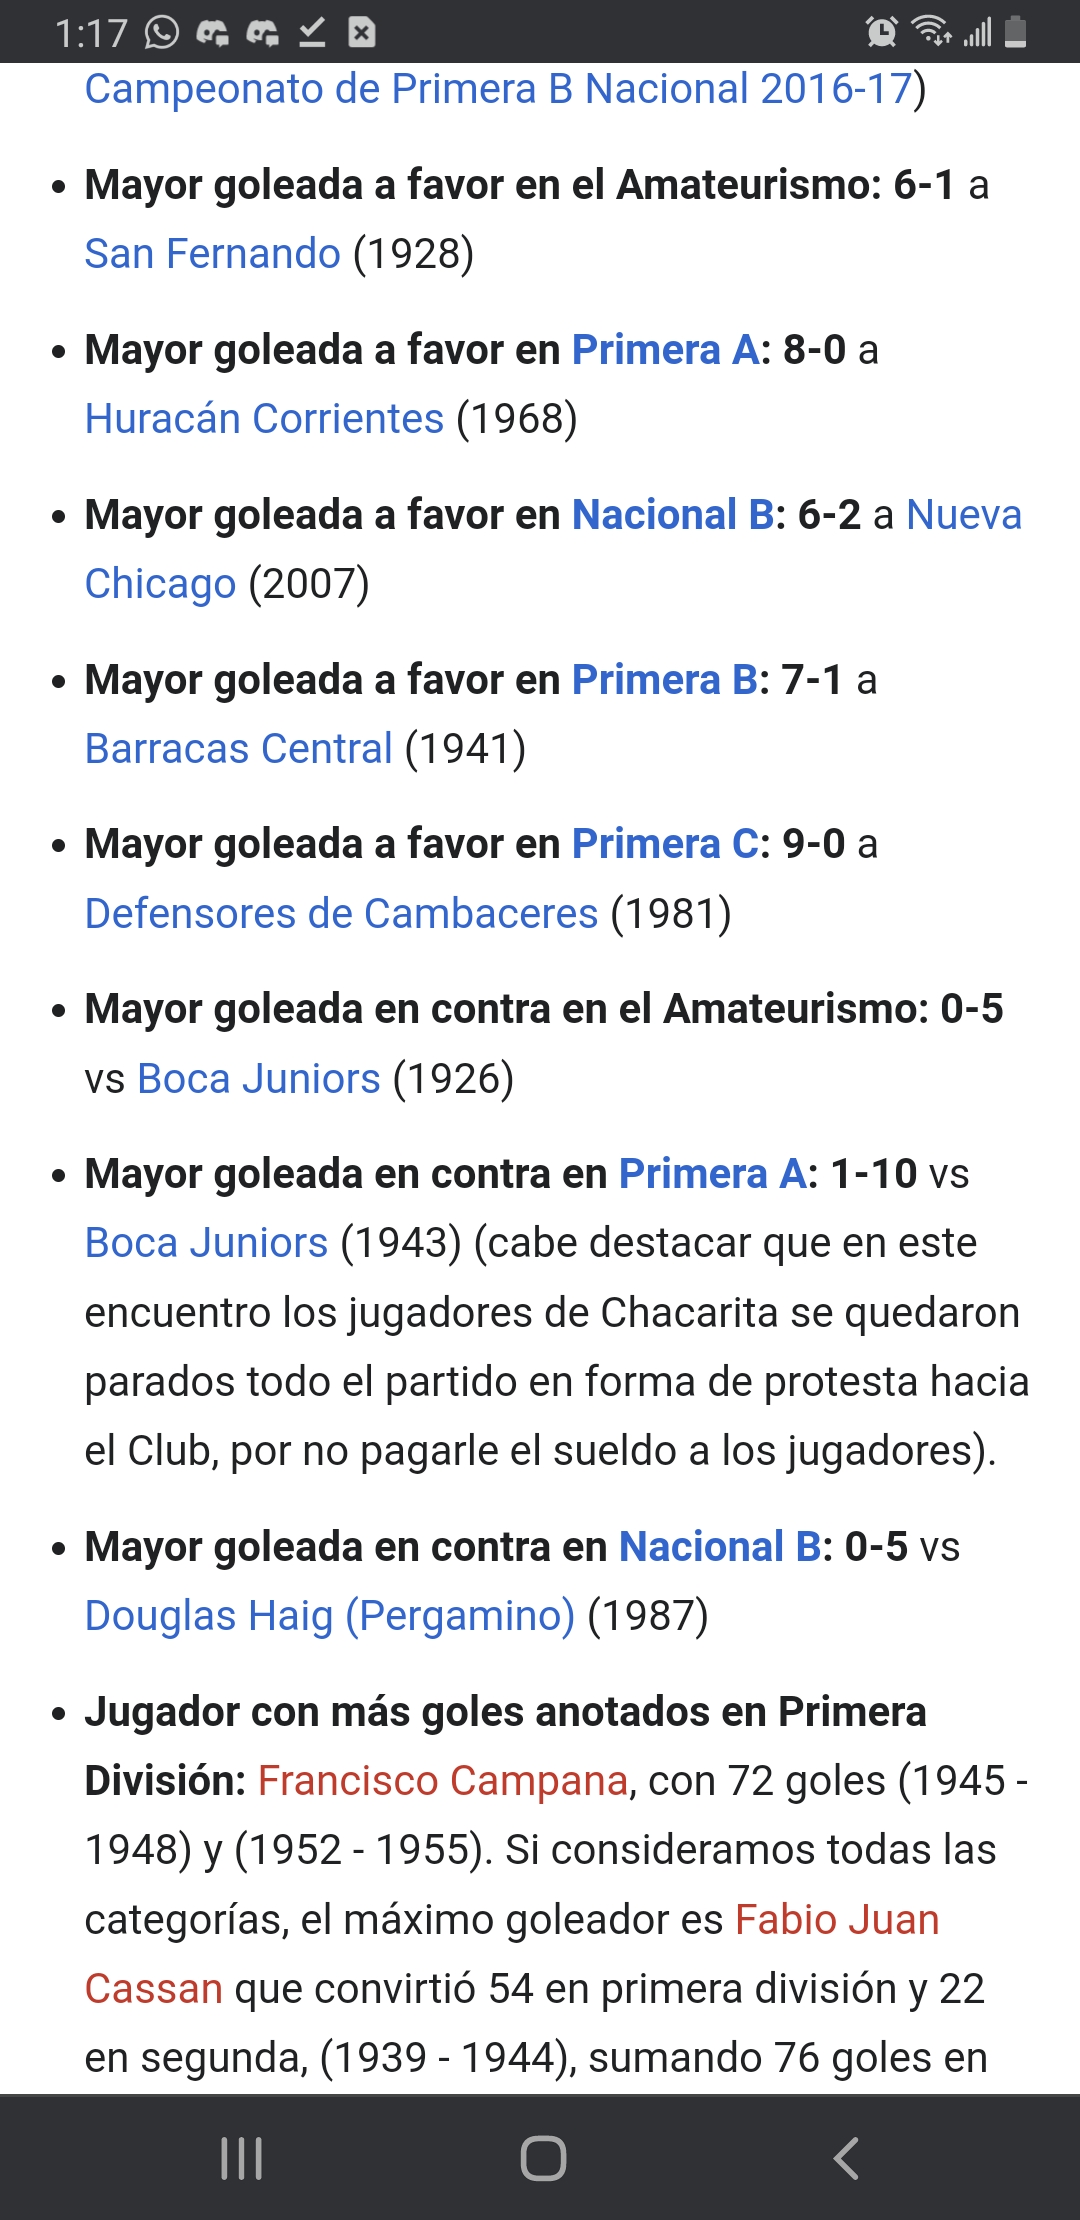 1:17
Campeonato de Primera B Nacional 2016-17)
• Mayor goleada a favor en el Amateurismo: 6-1 a
San Fernando (1928)
• Mayor goleada a favor en Primera A: 8-0 a
Huracán Corrientes (1968)
• Mayor goleada a favor en Nacional B: 6-2 a Nueva
Chicago (2007)
• Mayor goleada a favor en Primera B: 7-1 a
Barracas Central (1941)
• Mayor goleada a favor en Primera C: 9-0 a
Defensores de Cambaceres (1981)
• Mayor goleada en contra en el Amateurismo: 0-5
vs Boca Juniors (1926)
• Mayor goleada en contra en Primera A: 1-10 vs
Boca Juniors (1943) (cabe destacar que en este
encuentro los jugadores de Chacarita se quedaron
parados todo el partido en forma de protesta hacia
el Club, por no pagarle el sueldo a los jugadores).
• Mayor goleada en contra en Nacional B: 0-5 vs
Douglas Haig (Pergamino) (1987)
• Jugador con más goles anotados en Primera
División: Francisco Campana, con 72 goles (1945 -
1948) y (1952 - 1955). Si consideramos todas las
categorías, el máximo goleador es Fabio Juan
Cassan que convirtió 54 en primera división y 22
en segunda, (1939 - 1944), sumando 76 goles en